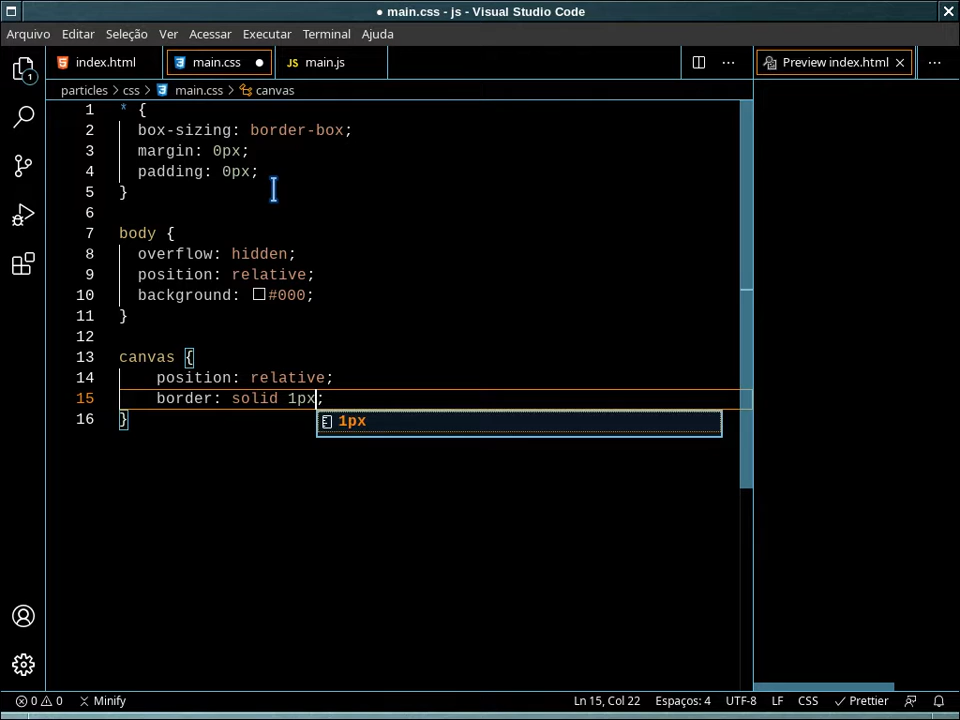 ● main.css - js - Visual Studio Code
Arquivo Editar Seleção Ver Acessar Executar Terminal Ajuda
index.html main.css ● JS main.js Preview index.html
particles > css > main.css > canvas
1 * {
2 box-sizing: border-box;
3 margin: 0px;
4 padding: 0px;
5 }
6
7 body {
8 overflow: hidden;
9 position: relative;
10 background: #000;
11 }
12
13 canvas {
14 position: relative;
15 border: solid 1px;
16 }
1px
1
0 0 Minify Ln 15, Col 22 Espaços: 4 UTF-8 LF CSS Prettier